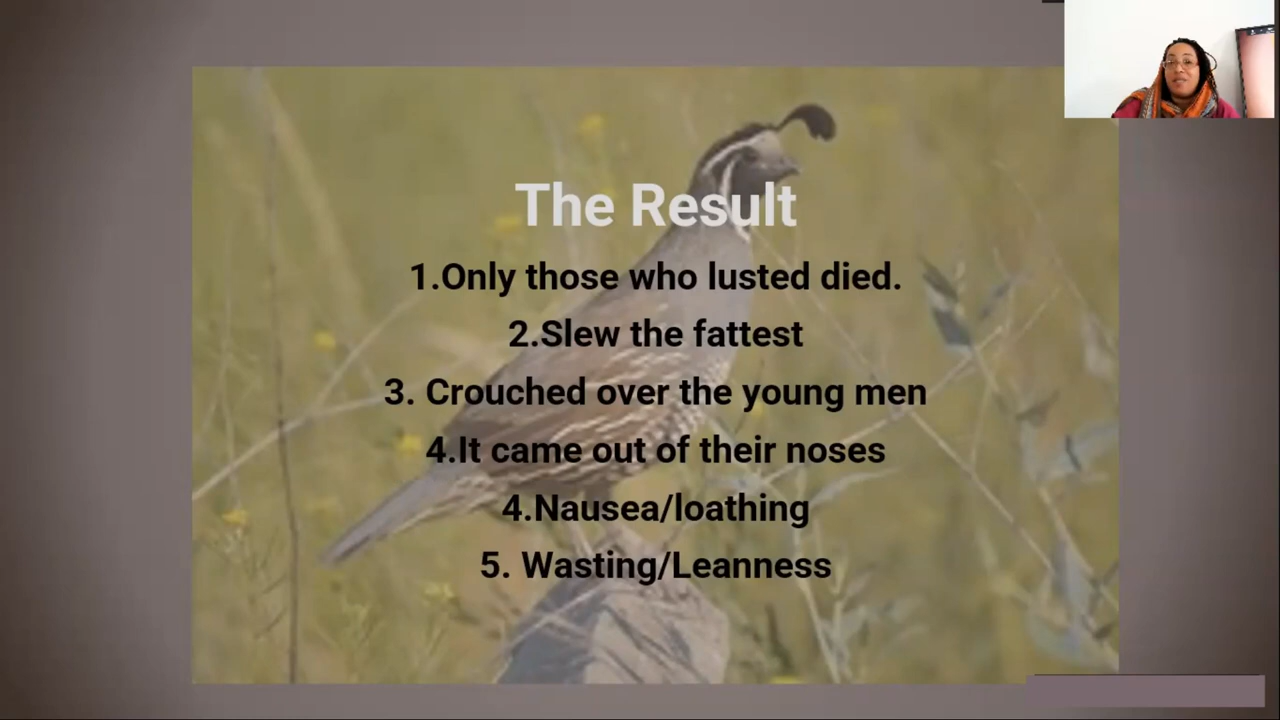 The Result
1.Only those who lusted died.
2.Slew the fattest
3. Crouched over the young men
4.It came out of their noses
4.Nausea/loathing
5. Wasting/Leanness